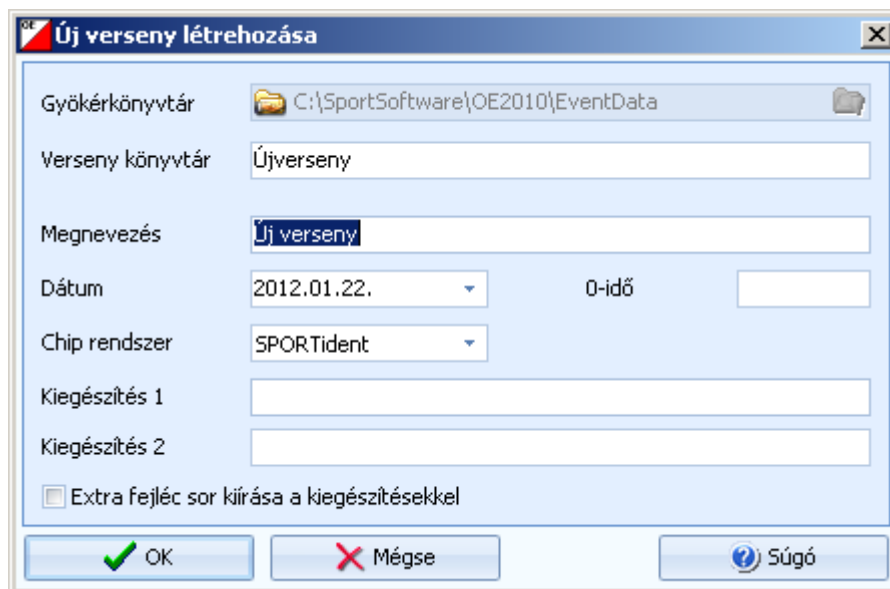 OE
Új verseny létrehozása
Gyökérkönyvtár C:\SportSoftware\OE2010\EventData
Verseny könyvtár Újverseny
Megnevezés Új verseny
Dátum 2012.01.22. 0-idő
Chip rendszer SPORTident
Kiegészítés 1
Kiegészítés 2
Extra fejléc sor kiírása a kiegészítésekkel
OK Mégse Súgó